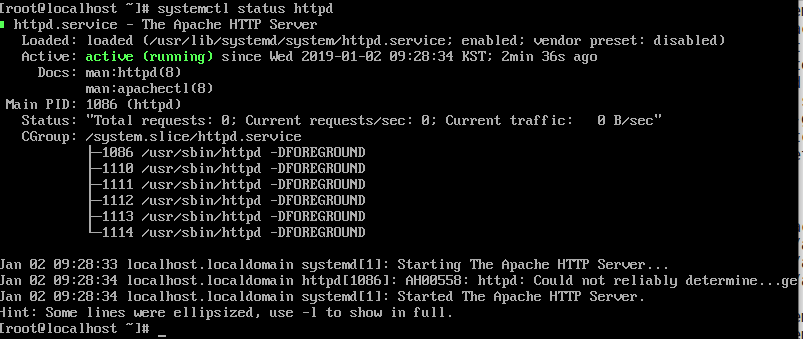 [root@localhost ~]# systemctl status httpd
httpd.service - The Apache HTTP Server
Loaded: loaded (/usr/lib/systemd/system/httpd.service; enabled; vendor preset: disabled)
Active: active (running) since Wed 2019-01-02 09:28:34 KST; 2min 36s ago
Docs: man:httpd(8)
man:apachectl(8)
Main PID: 1086 (httpd)
Status: "Total requests: 0; Current requests/sec: 0; Current traffic:   0 B/sec"
CGroup: /system.slice/httpd.service
├─1086 /usr/sbin/httpd -DFOREGROUND
├─1110 /usr/sbin/httpd -DFOREGROUND
├─1111 /usr/sbin/httpd -DFOREGROUND
├─1112 /usr/sbin/httpd -DFOREGROUND
├─1113 /usr/sbin/httpd -DFOREGROUND
└─1114 /usr/sbin/httpd -DFOREGROUND
Jan 02 09:28:33 localhost.localdomain systemd[1]: Starting The Apache HTTP Server...
Jan 02 09:28:34 localhost.localdomain httpd[1086]: AH00558: httpd: Could not reliably determine...ge
Jan 02 09:28:34 localhost.localdomain systemd[1]: Started The Apache HTTP Server.
Hint: Some lines were ellipsized, use -l to show in full.
[root@localhost ~]# _